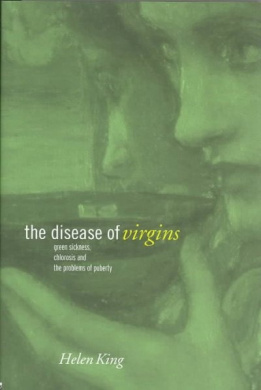 the disease of virgins
green sickness,
chlorosis and
the problems of puberty
Helen King